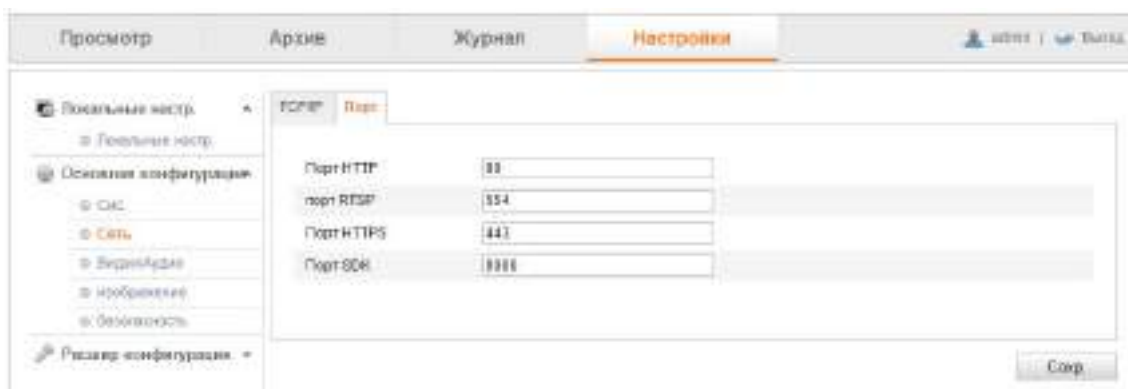 Просмотр Архив Журнал Настройки admin | Выход
Локальные настр.
Локальные настр.
Основная конфигурация
Сис.
Сеть
Видео/Аудио
изображение
безопасность
Расшир конфигурация
TCP/IP Порт
Порт HTTP 80
порт RTSP 554
Порт HTTPS 443
Порт SDK
Сохр.